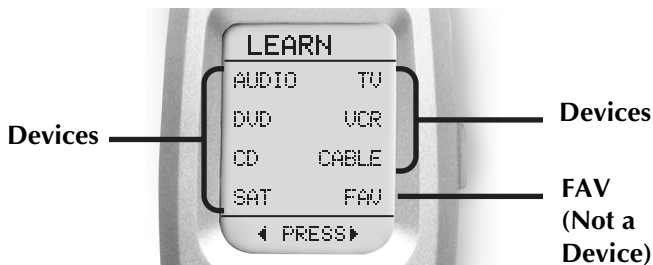 LEARN
AUDIO TV
DVD VCR
CD CABLE
SAT FAV
◀ PRESS▶
Devices
Devices
FAV
(Not a
Device)